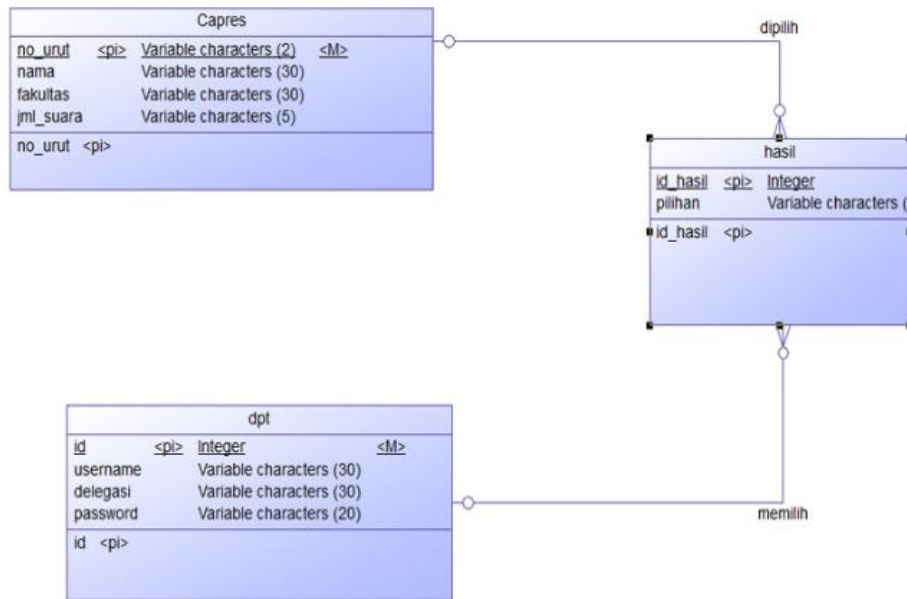 Capres
no_urut <pi> Variable characters (2) <M>
nama Variable characters (30)
fakultas Variable characters (30)
jml_suara Variable characters (5)
no_urut <pi>
dipilih
hasil
id_hasil <pi> Integer
pilihan Variable characters (
id_hasil <pi>
dpt
id <pi> Integer <M>
username Variable characters (30)
delegasi Variable characters (30)
password Variable characters (20)
id <pi>
memilih